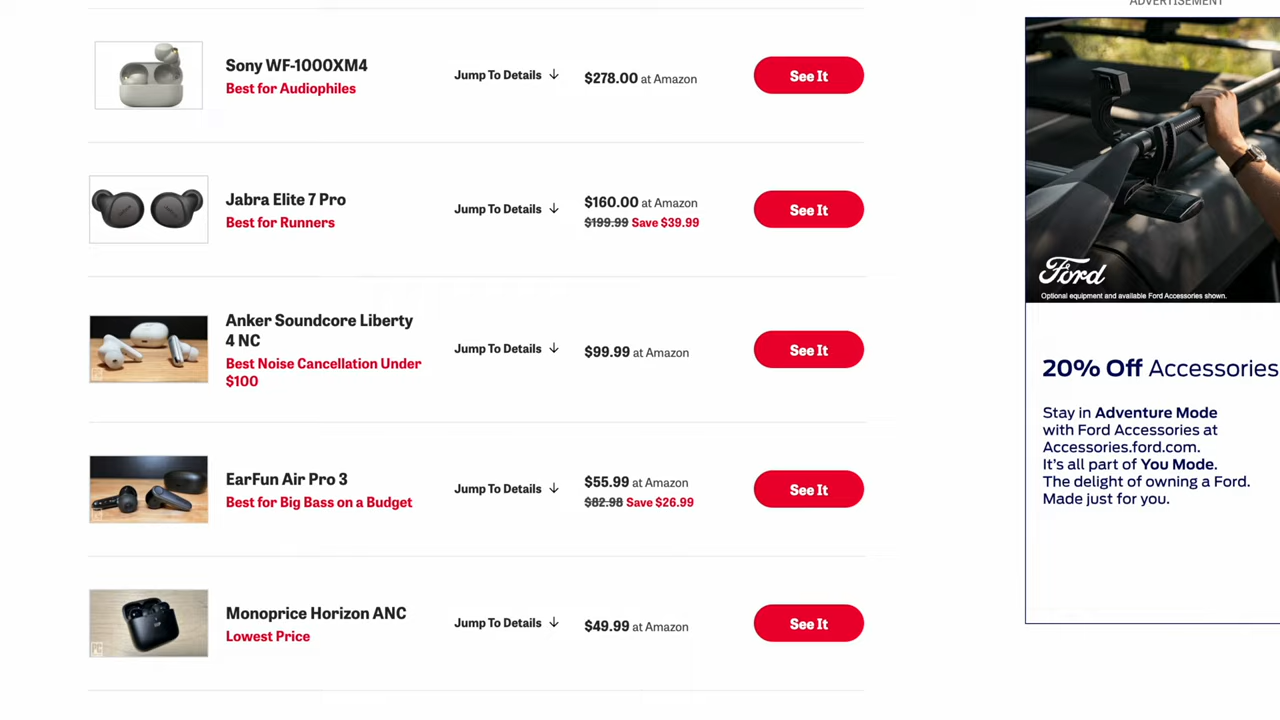 ADVERTISEMENT
Sony WF-1000XM4
Best for Audiophiles
Jump To Details ↓
$278.00 at Amazon
See It
Jabra Elite 7 Pro
Best for Runners
Jump To Details ↓
$160.00 at Amazon
$199.99 Save $39.99
See It
Anker Soundcore Liberty
4 NC
Best Noise Cancellation Under
$100
Jump To Details ↓
$99.99 at Amazon
See It
EarFun Air Pro 3
Best for Big Bass on a Budget
Jump To Details ↓
$55.99 at Amazon
$82.98 Save $26.99
See It
Monoprice Horizon ANC
Lowest Price
Jump To Details ↓
$49.99 at Amazon
See It
Ford
Optional equipment and available Ford Accessories shown.
20% Off Accessories
Stay in Adventure Mode
with Ford Accessories at
Accessories.ford.com.
It's all part of You Mode.
The delight of owning a Ford.
Made just for you.